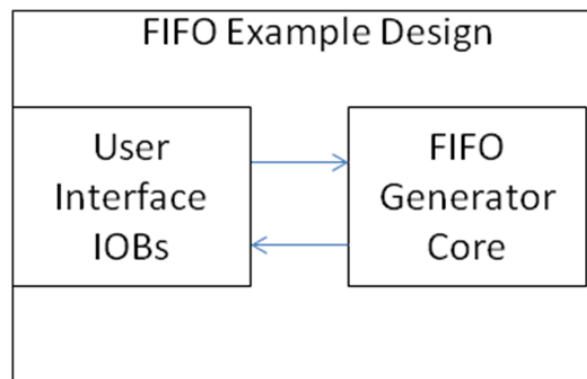 FIFO Example Design
User
Interface
IOBs
FIFO
Generator
Core